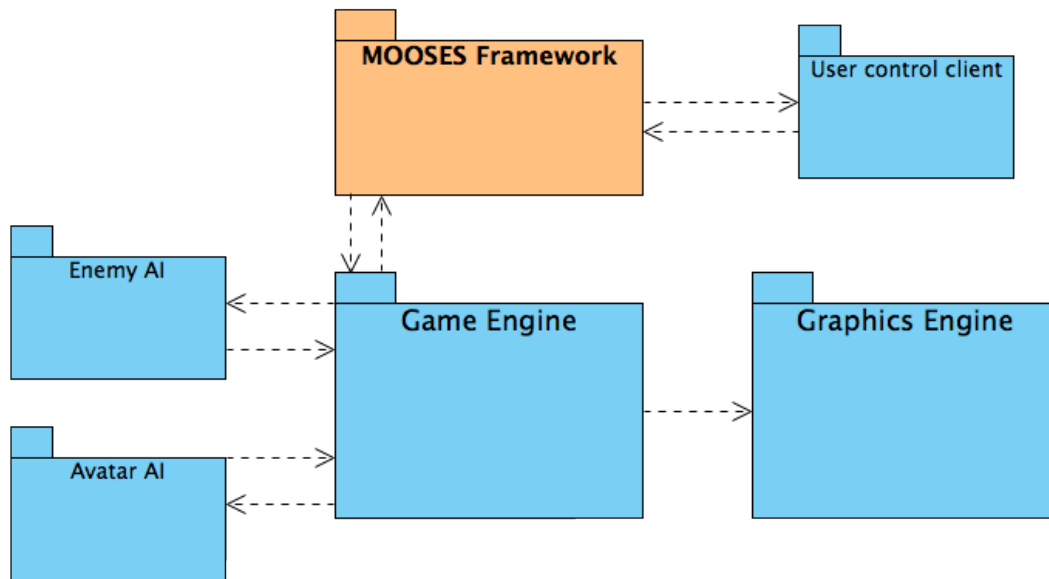 MOOSES Framework
User control client
Enemy AI
Game Engine
Graphics Engine
Avatar AI